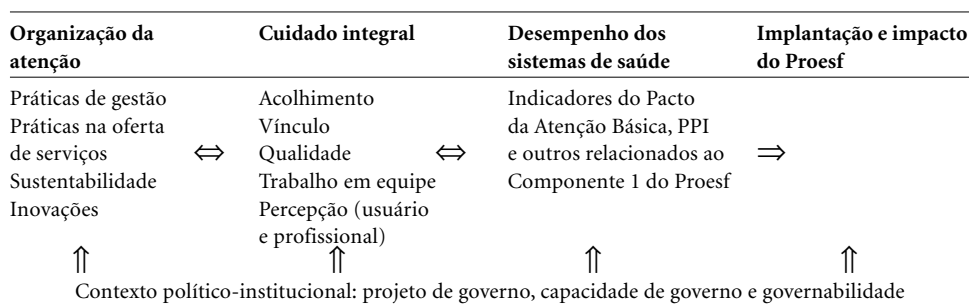 Organização da atenção
Cuidado integral
Desempenho dos sistemas de saúde
Implantação e impacto do Proesf
Práticas de gestão
Práticas na oferta
de serviços
Sustentabilidade
Inovações
⇔
Acolhimento
Vínculo
Qualidade
Trabalho em equipe
Percepção (usuário
e profissional)
⇔
Indicadores do Pacto
da Atenção Básica, PPI
e outros relacionados ao
Componente 1 do Proesf
⇒
⇑ ⇑ ⇑ ⇑
Contexto político-institucional: projeto de governo, capacidade de governo e governabilidade